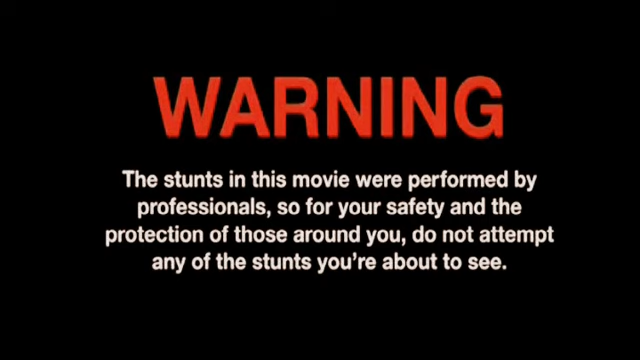 WARNING
The stunts in this movie were performed by
professionals, so for your safety and the
protection of those around you, do not attempt
any of the stunts you're about to see.